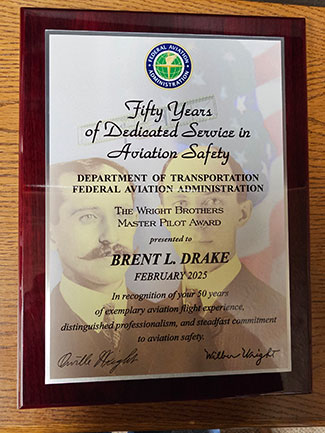 FEDERAL AVIATION
ADMINISTRATION
Fifty Years
of Dedicated Service in
Aviation Safety
DEPARTMENT OF TRANSPORTATION
FEDERAL AVIATION ADMINISTRATION
THE WRIGHT BROTHERS
MASTER PILOT AWARD
presented to
BRENT L. DRAKE
FEBRUARY 2025
In recognition of your 50 years
of exemplary aviation flight experience,
distinguished professionalism, and steadfast commitment
to aviation safety.
Orville Wright Wilbur Wright